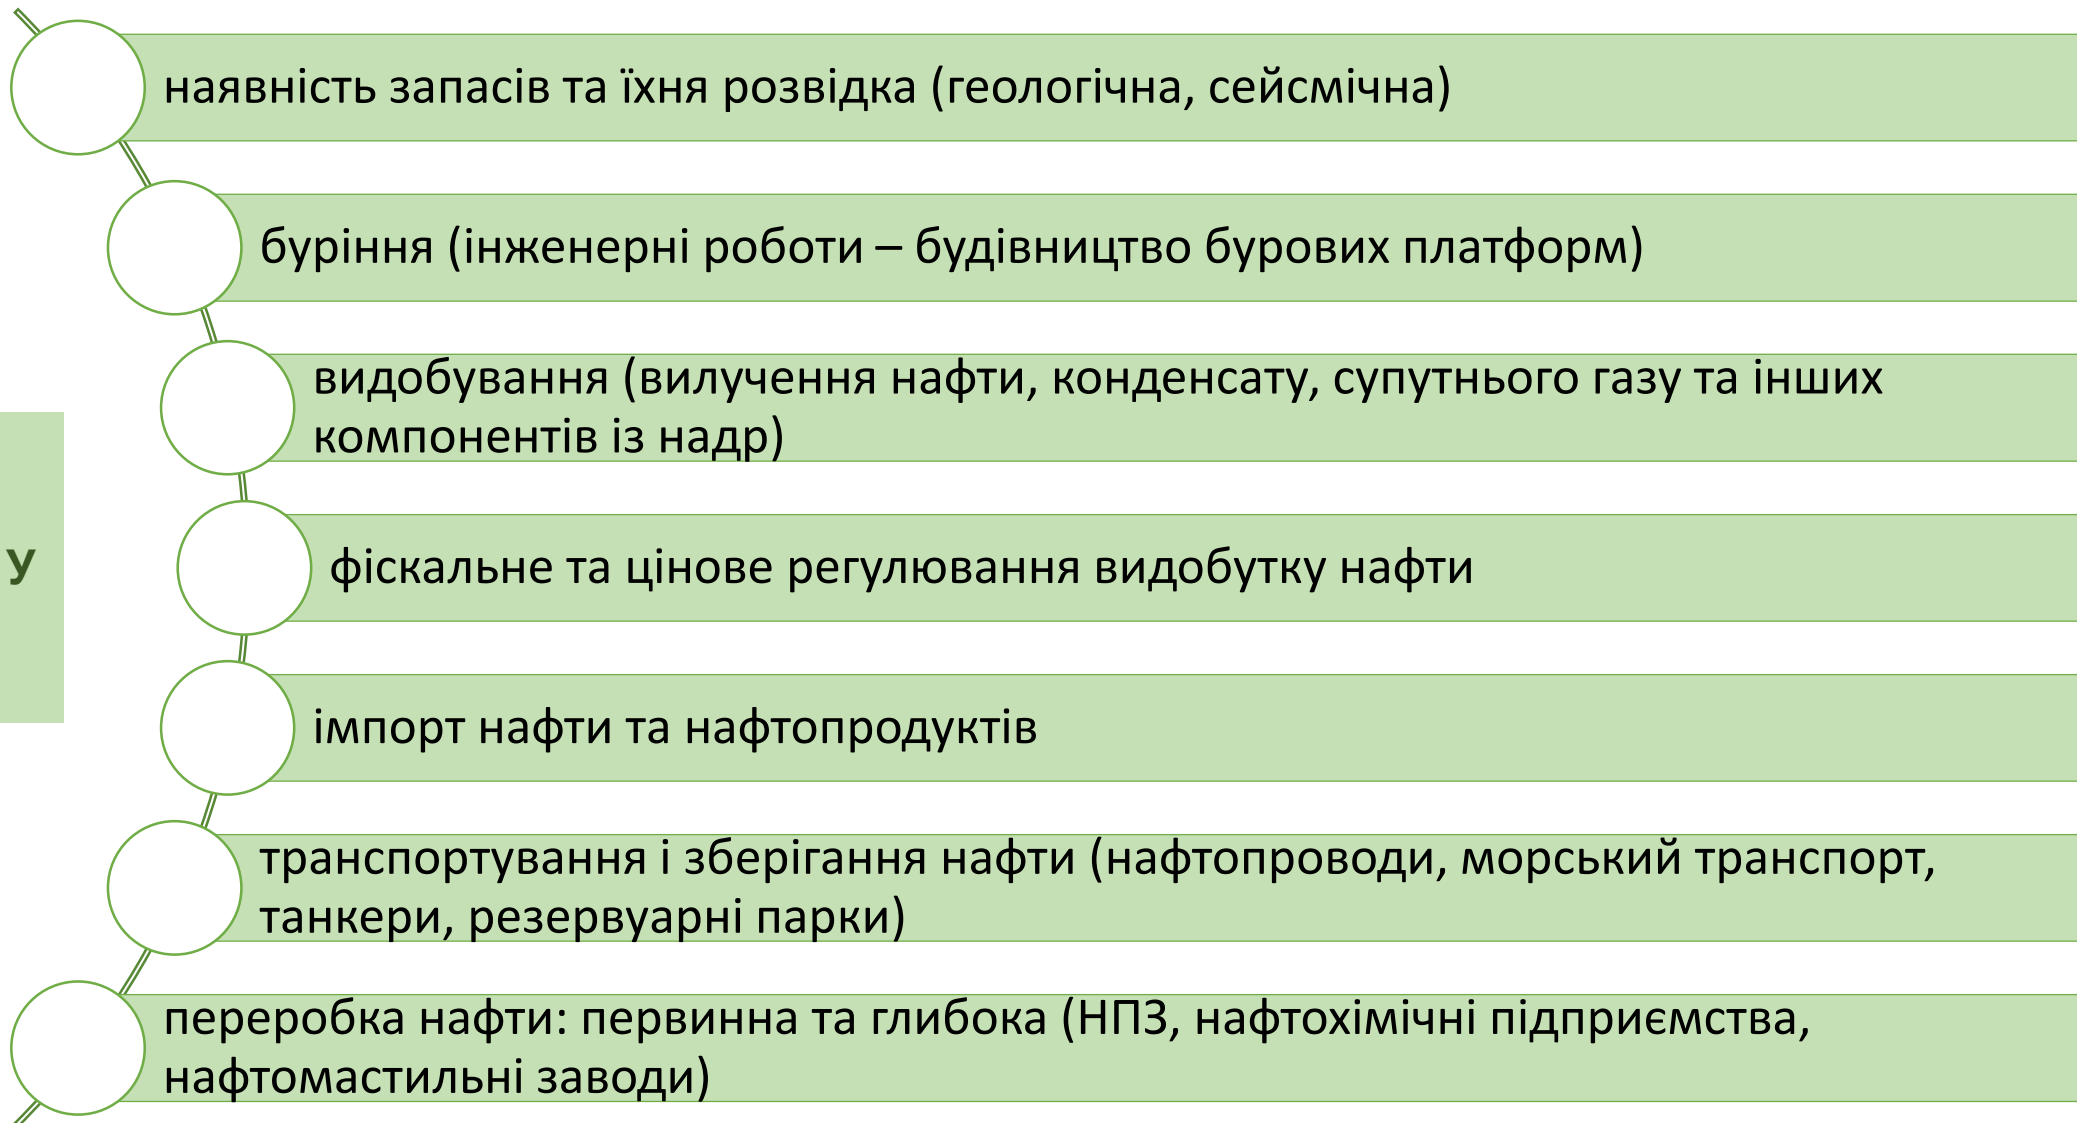 наявність запасів та їхня розвідка (геологічна, сейсмічна)
буріння (інженерні роботи – будівництво бурових платформ)
видобування (вилучення нафти, конденсату, супутнього газу та інших
компонентів із надр)
У
фіскальне та цінове регулювання видобутку нафти
імпорт нафти та нафтопродуктів
транспортування і зберігання нафти (нафтопроводи, морський транспорт,
танкери, резервуарні парки)
переробка нафти: первинна та глибока (НПЗ, нафтохімічні підприємства,
нафтомастильні заводи)